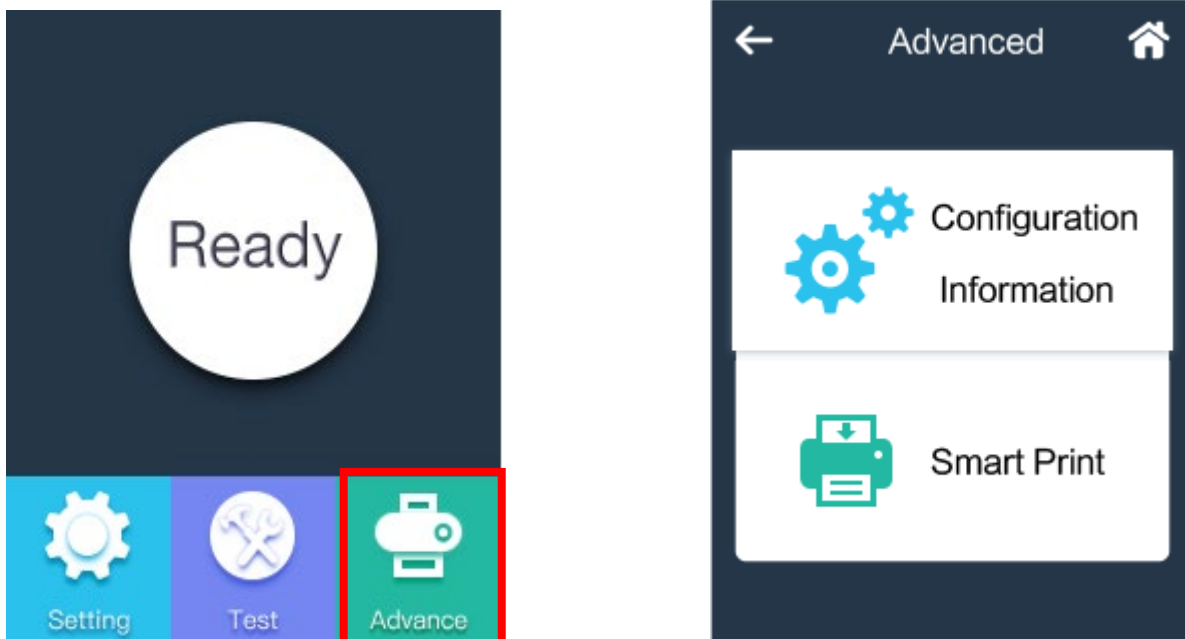 Ready
Setting
Test
Advance
Advanced
Configuration
Information
Smart Print